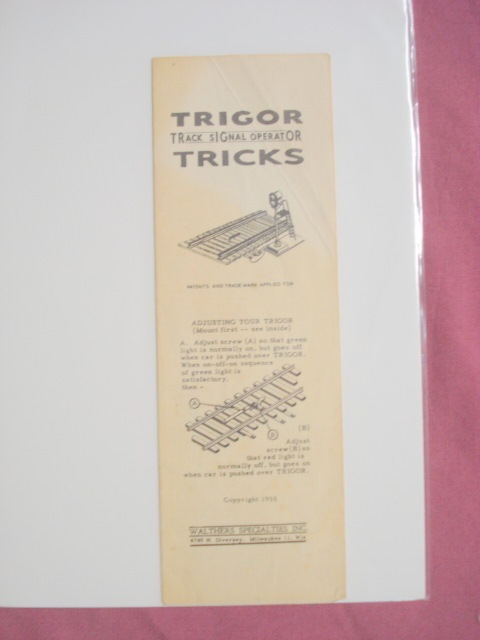 TRIGOR
TRACK SIGNAL OPERATOR
TRICKS
PATENTS AND TRADE MARK APPLIED FOR
ADJUSTING YOUR TRIGOR
(Mount first -- see inside)
A. Adjust screw (A) so that green
light is normally on, but goes off
when car is pushed over TRIGOR.
When on-off-on sequence
of green light is
satisfactory,
then -
A
B
(B)
Adjust
screw (B) so
that red light is
normally off, but goes on
when car is pushed over TRIGOR.
Copyright 1950
WALTHERS SPECIALTIES INC
W. Diversey, Milwaukee 11, Wis